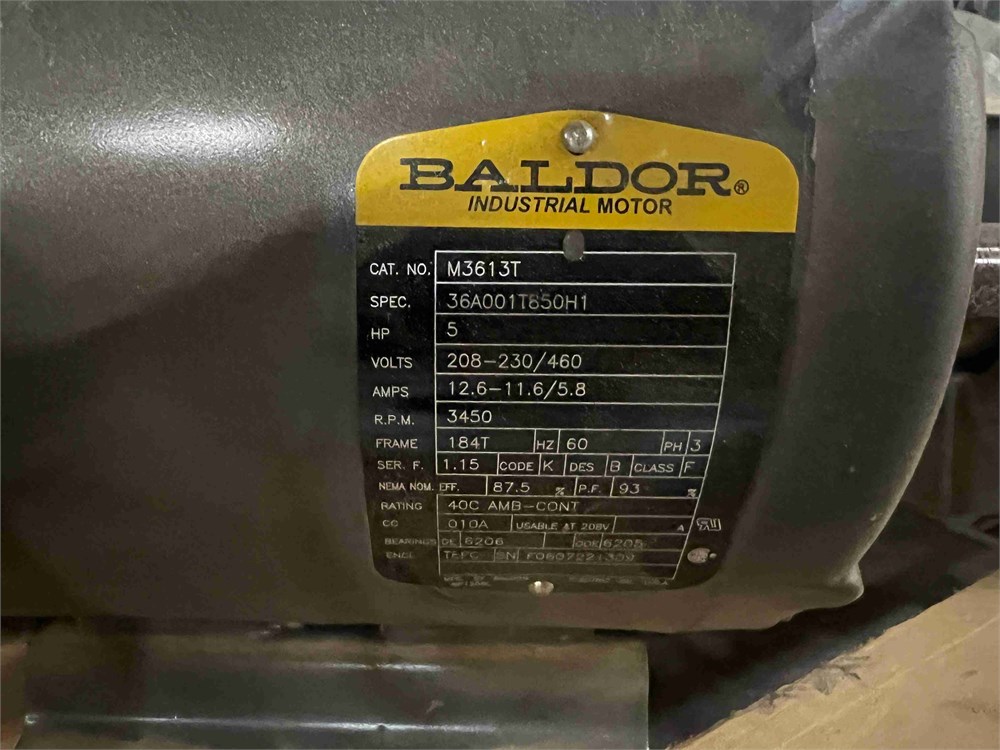 BALDOR®
INDUSTRIAL MOTOR
CAT. NO. M3613T
SPEC. 36A001T850H1
HP 5
VOLTS 208-230/460
AMPS 12.6-11.6/5.8
R.P.M. 3450
FRAME 184T HZ 60 PH 3
SER. F. 1.15 CODE K DES B CLASS F
NEMA NOM. EFF. 87.5 % P.F. 93 %
RATING 40C AMB-CONT
CC 010A USABLE AT 208V A
BEARINGS DE 6206 ODE 6205
ENCL TEFC SN F0607221309